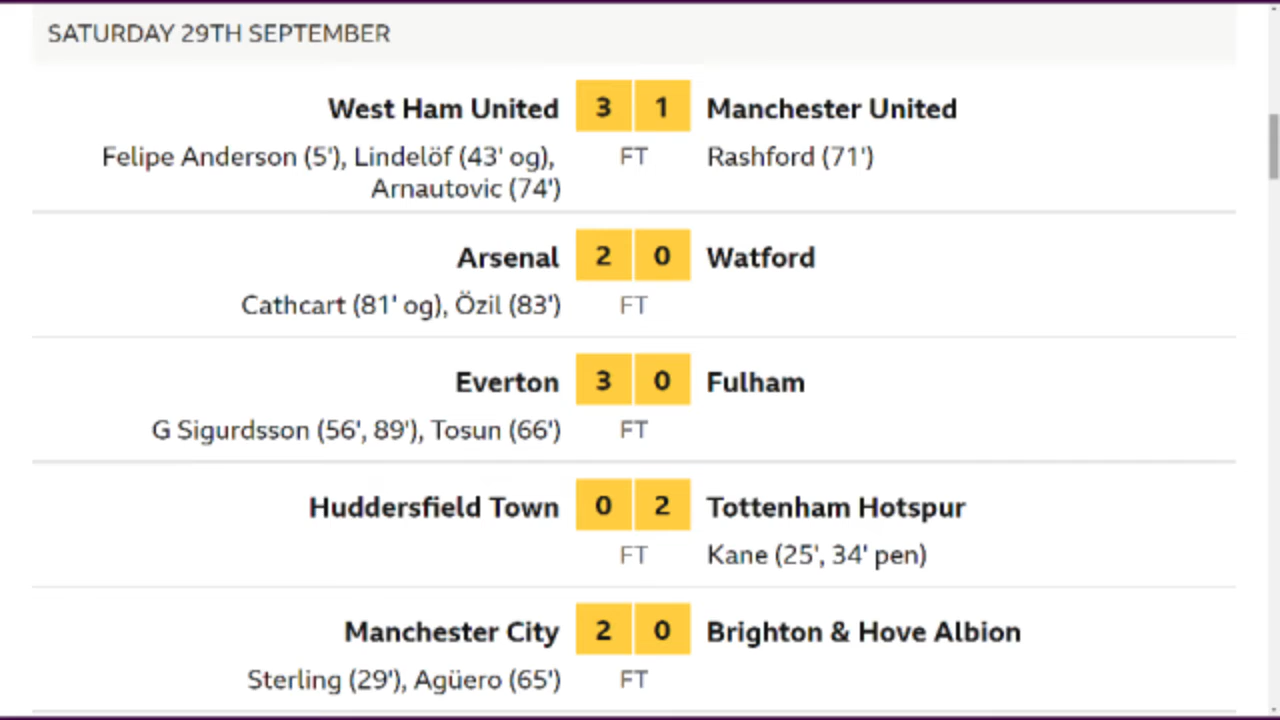 SATURDAY 29TH SEPTEMBER
West Ham United 3 1 Manchester United
Felipe Anderson (5'), Lindelöf (43' og), FT Rashford (71')
Arnautovic (74')
Arsenal 2 0 Watford
Cathcart (81' og), Özil (83') FT
Everton 3 0 Fulham
G Sigurdsson (56', 89'), Tosun (66') FT
Huddersfield Town 0 2 Tottenham Hotspur
FT Kane (25', 34' pen)
Manchester City 2 0 Brighton & Hove Albion
Sterling (29'), Agüero (65') FT